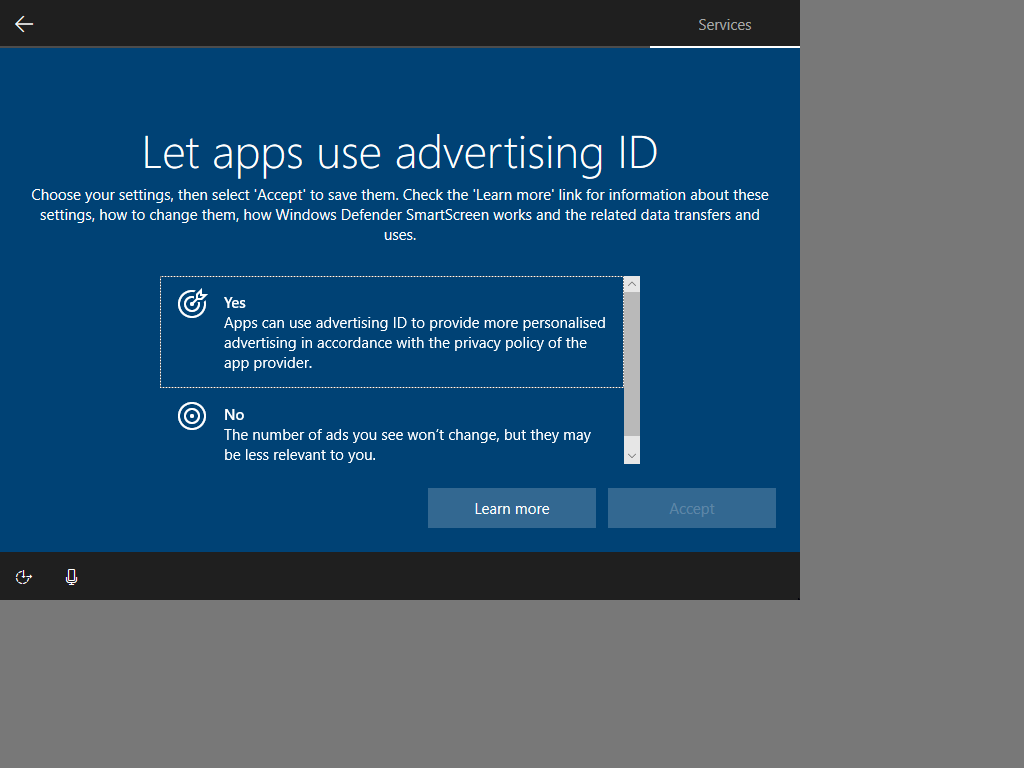 Services
Let apps use advertising ID
Choose your settings, then select 'Accept' to save them. Check the 'Learn more' link for information about these
settings, how to change them, how Windows Defender SmartScreen works and the related data transfers and
uses.
Yes
Apps can use advertising ID to provide more personalised
advertising in accordance with the privacy policy of the
app provider.
No
The number of ads you see won’t change, but they may
be less relevant to you.
Learn more
Accept